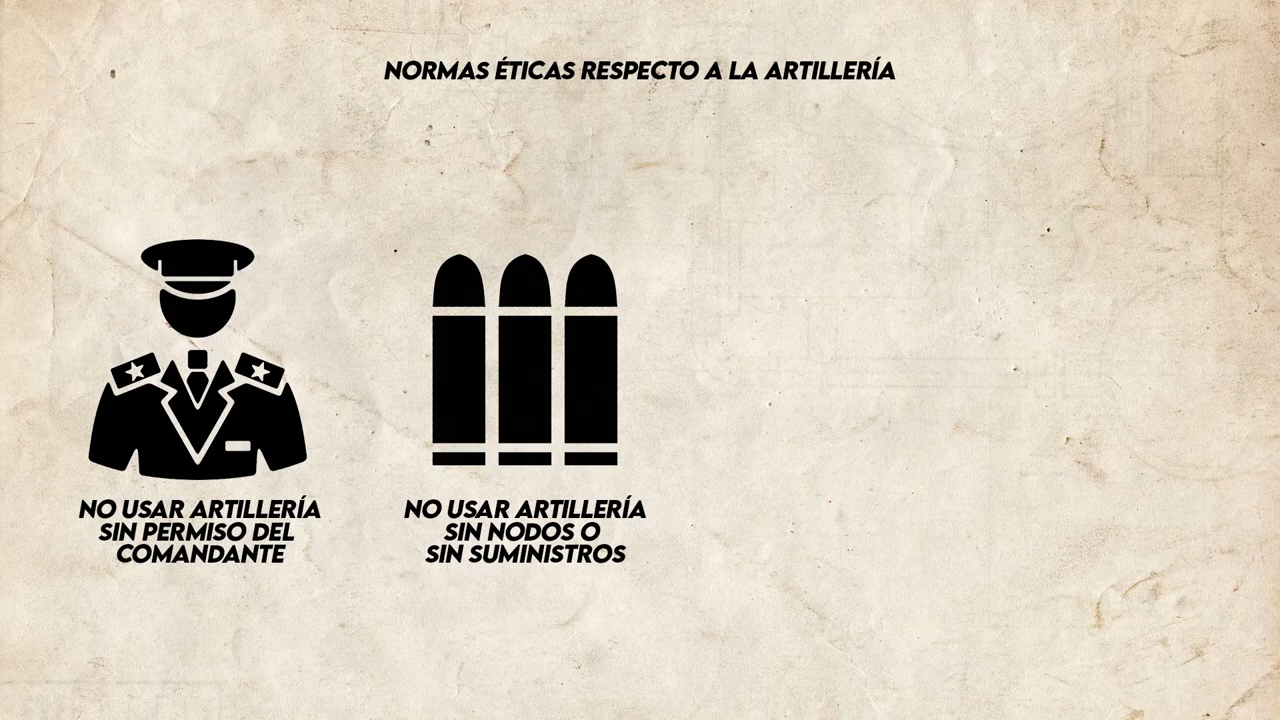 NORMAS ÉTICAS RESPECTO A LA ARTILLERÍA
NO USAR ARTILLERÍA
SIN PERMISO DEL
COMANDANTE
NO USAR ARTILLERÍA
SIN NODOS O
SIN SUMINISTROS